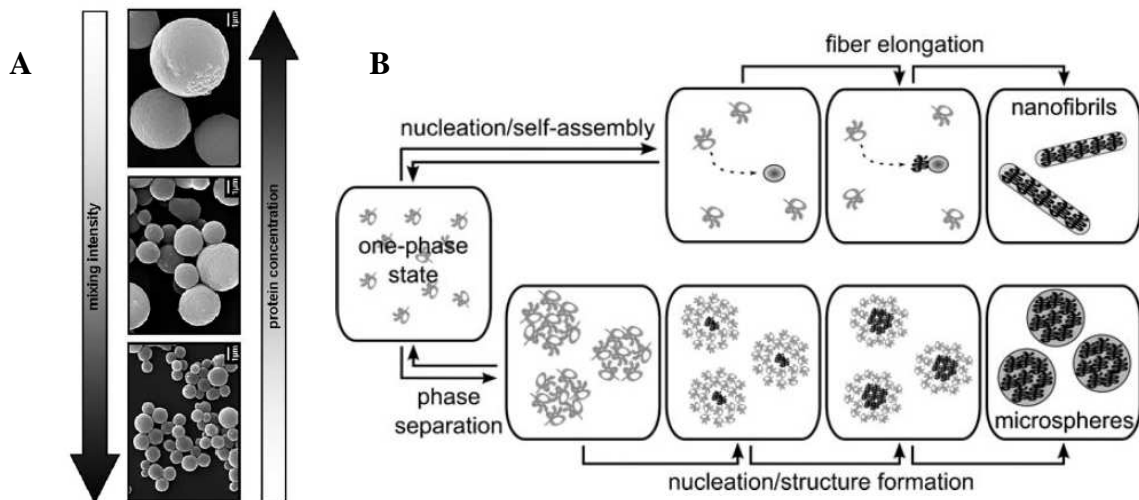 A
mixing intensity
1µm
1µm
1µm
protein concentration
B
fiber elongation
nucleation/self-assembly
nanofibrils
one-phase
state
phase
separation
microspheres
nucleation/structure formation